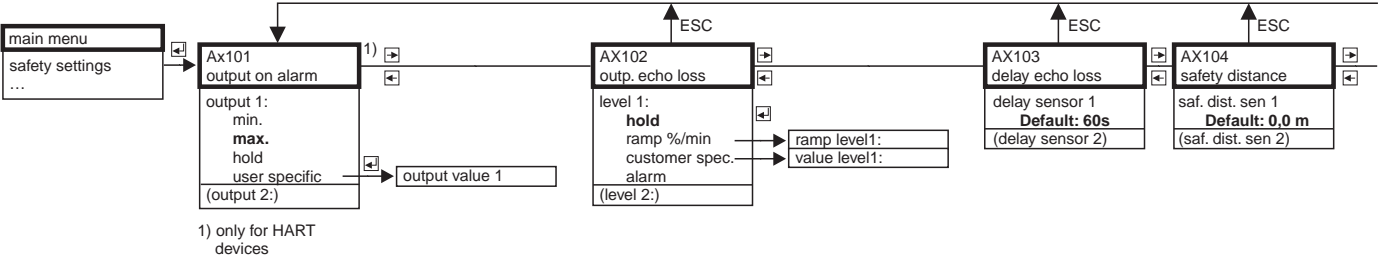 ESC
ESC
ESC
main menu
safety settings
…
Ax101
output on alarm
1)
output 1:
min.
max.
hold
user specific
(output 2:)
output value 1
1) only for HART
devices
AX102
outp. echo loss
level 1:
hold
ramp %/min
customer spec.
alarm
(level 2:)
ramp level1:
value level1:
AX103
delay echo loss
delay sensor 1
Default: 60s
(delay sensor 2)
AX104
safety distance
saf. dist. sen 1
Default: 0,0 m
(saf. dist. sen 2)